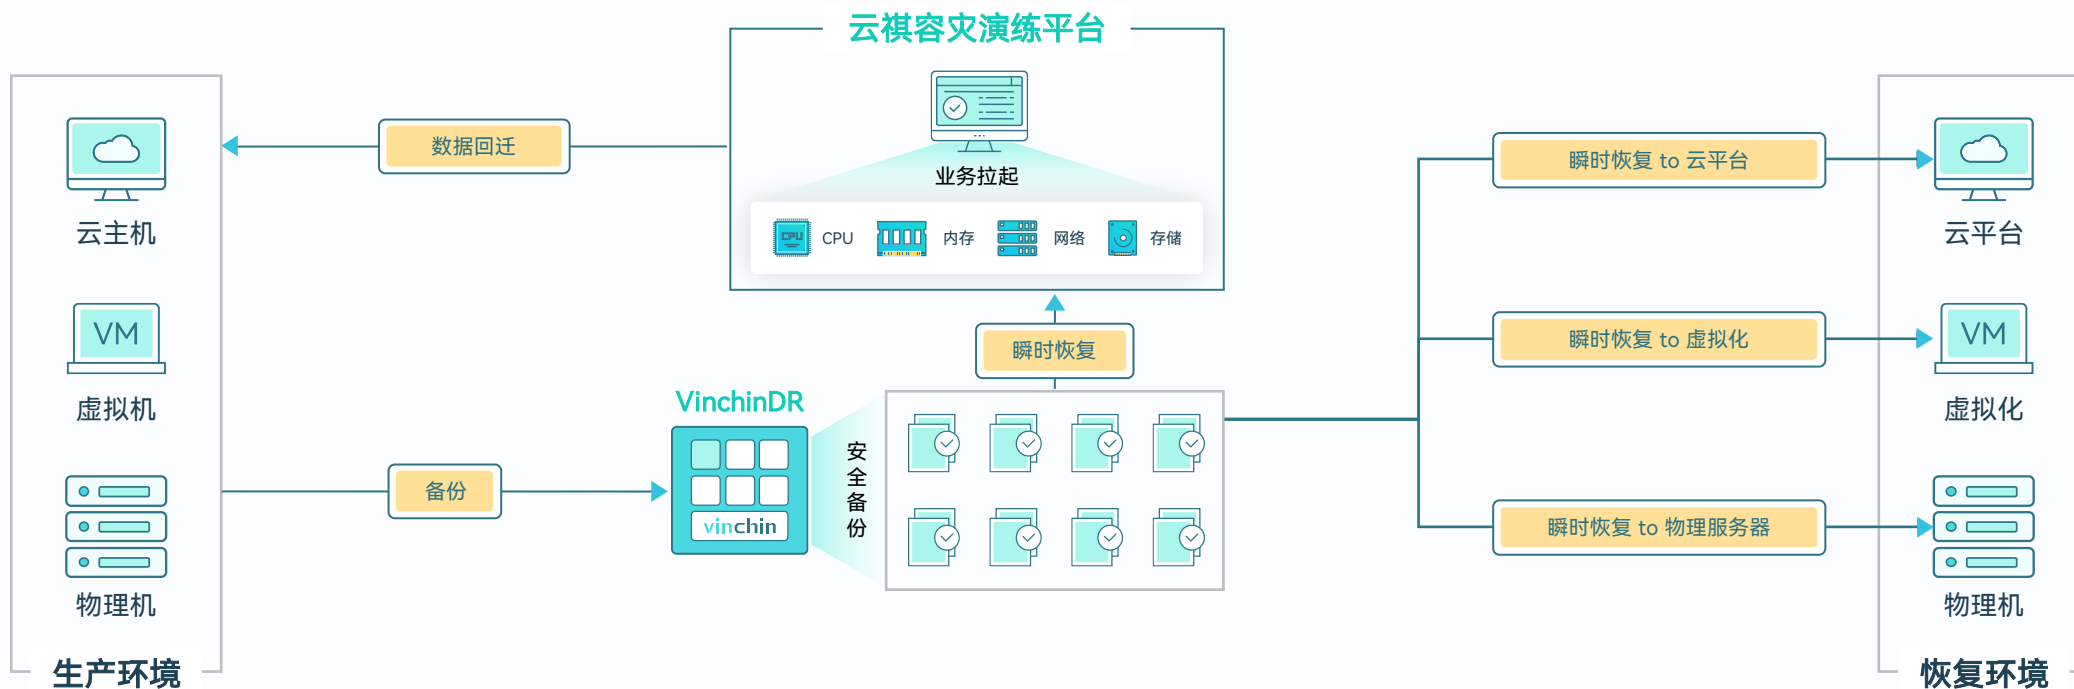 云祺容灾演练平台
业务拉起
CPU
CPU
内存
网络
存储
数据回迁
云主机
VM
虚拟机
物理机
生产环境
备份
VinchinDR
vinchin
安全备份
瞬时恢复
瞬时恢复 to 云平台
瞬时恢复 to 虚拟化
瞬时恢复 to 物理服务器
云平台
VM
虚拟化
物理机
恢复环境